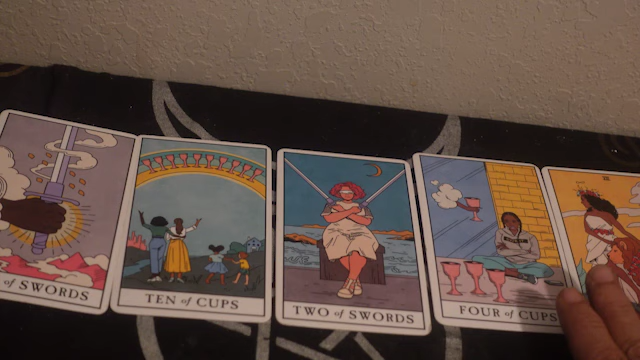 of SWORDS
TEN of CUPS
TWO of SWORDS
FOUR of CUPS